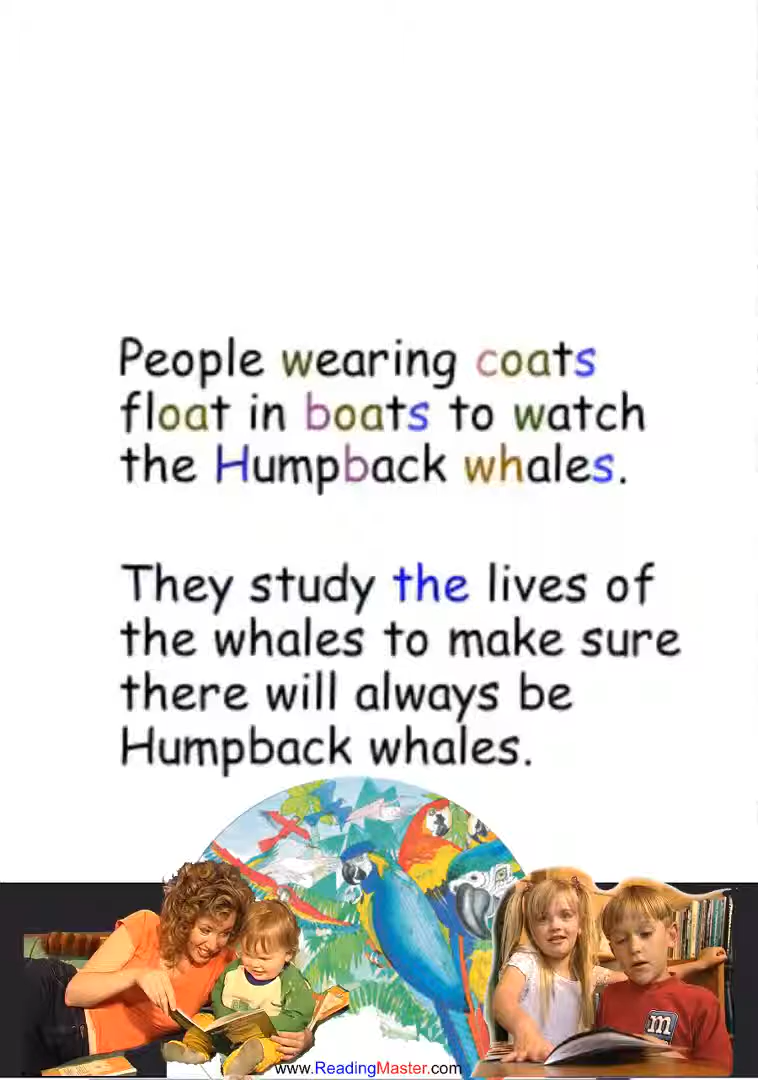 People wearing coats
float in boats to watch
the Humpback whales.
They study the lives of
the whales to make sure
there will always be
Humpback whales.
m
www.ReadingMaster.com